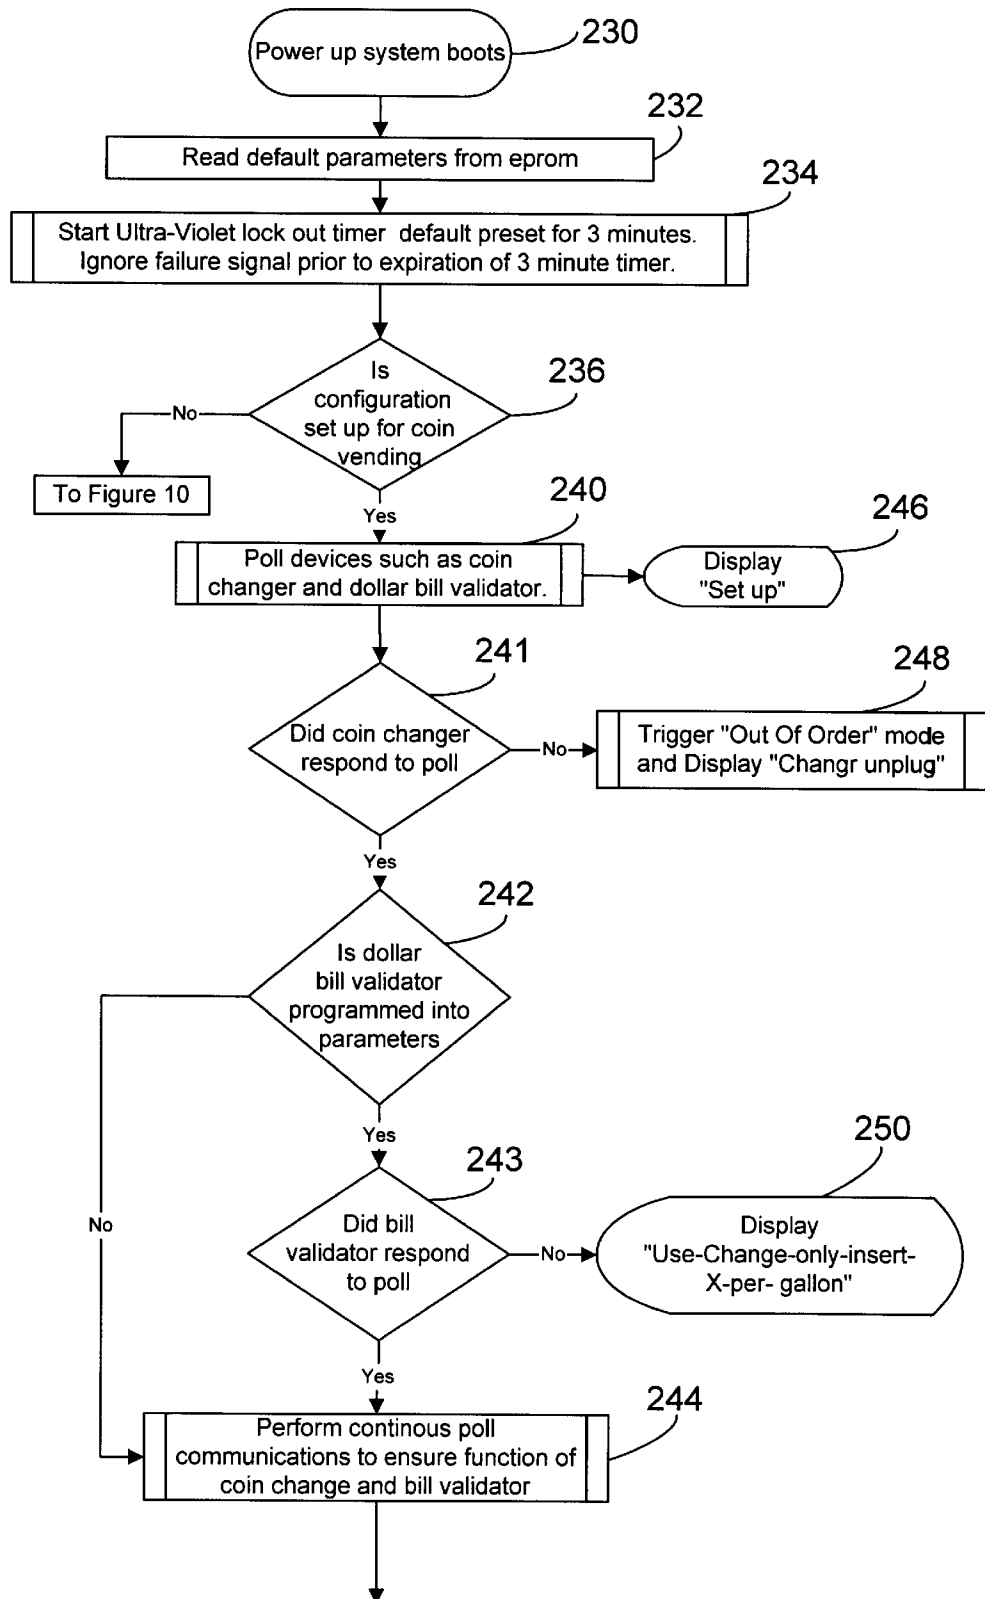 Power up system boots
230
232
Read default parameters from eprom
234
Start Ultra-Violet lock out timer default preset for 3 minutes.
Ignore failure signal prior to expiration of 3 minute timer.
236
Is
configuration
set up for coin
vending
No
To Figure 10
Yes
240
Poll devices such as coin
changer and dollar bill validator.
246
Display
"Set up"
241
Did coin changer
respond to poll
No
248
Trigger "Out Of Order" mode
and Display "Changr unplug"
Yes
242
Is dollar
bill validator
programmed into
parameters
No
Yes
243
Did bill
validator respond
to poll
No
250
Display
"Use-Change-only-insert-
X-per- gallon"
Yes
244
Perform continous poll
communications to ensure function of
coin change and bill validator